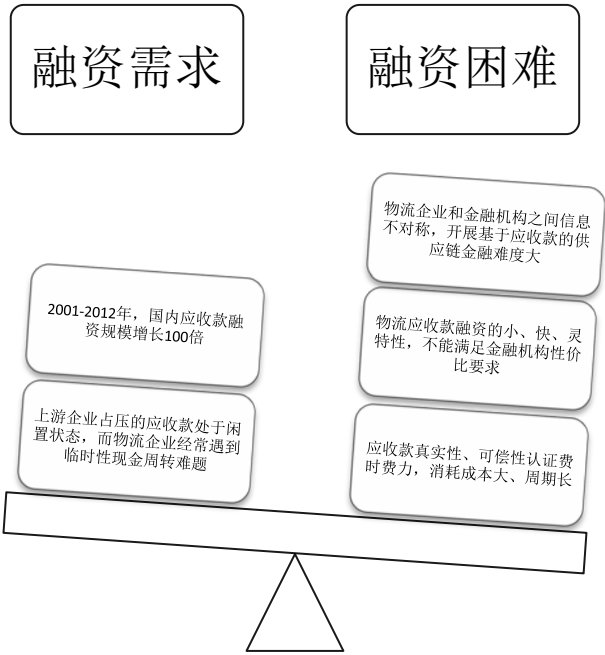 融资需求
融资困难
2001-2012年，国内应收款融
资规模增长100倍
上游企业占压的应收款处于闲
置状态，而物流企业经常遇到
临时性现金周转难题
物流企业和金融机构之间信息
不对称，开展基于应收款的供
应链金融难度大
物流应收款融资的小、快、灵
特性，不能满足金融机构性价
比要求
应收款真实性、可偿性认证费
时费力，消耗成本大、周期长